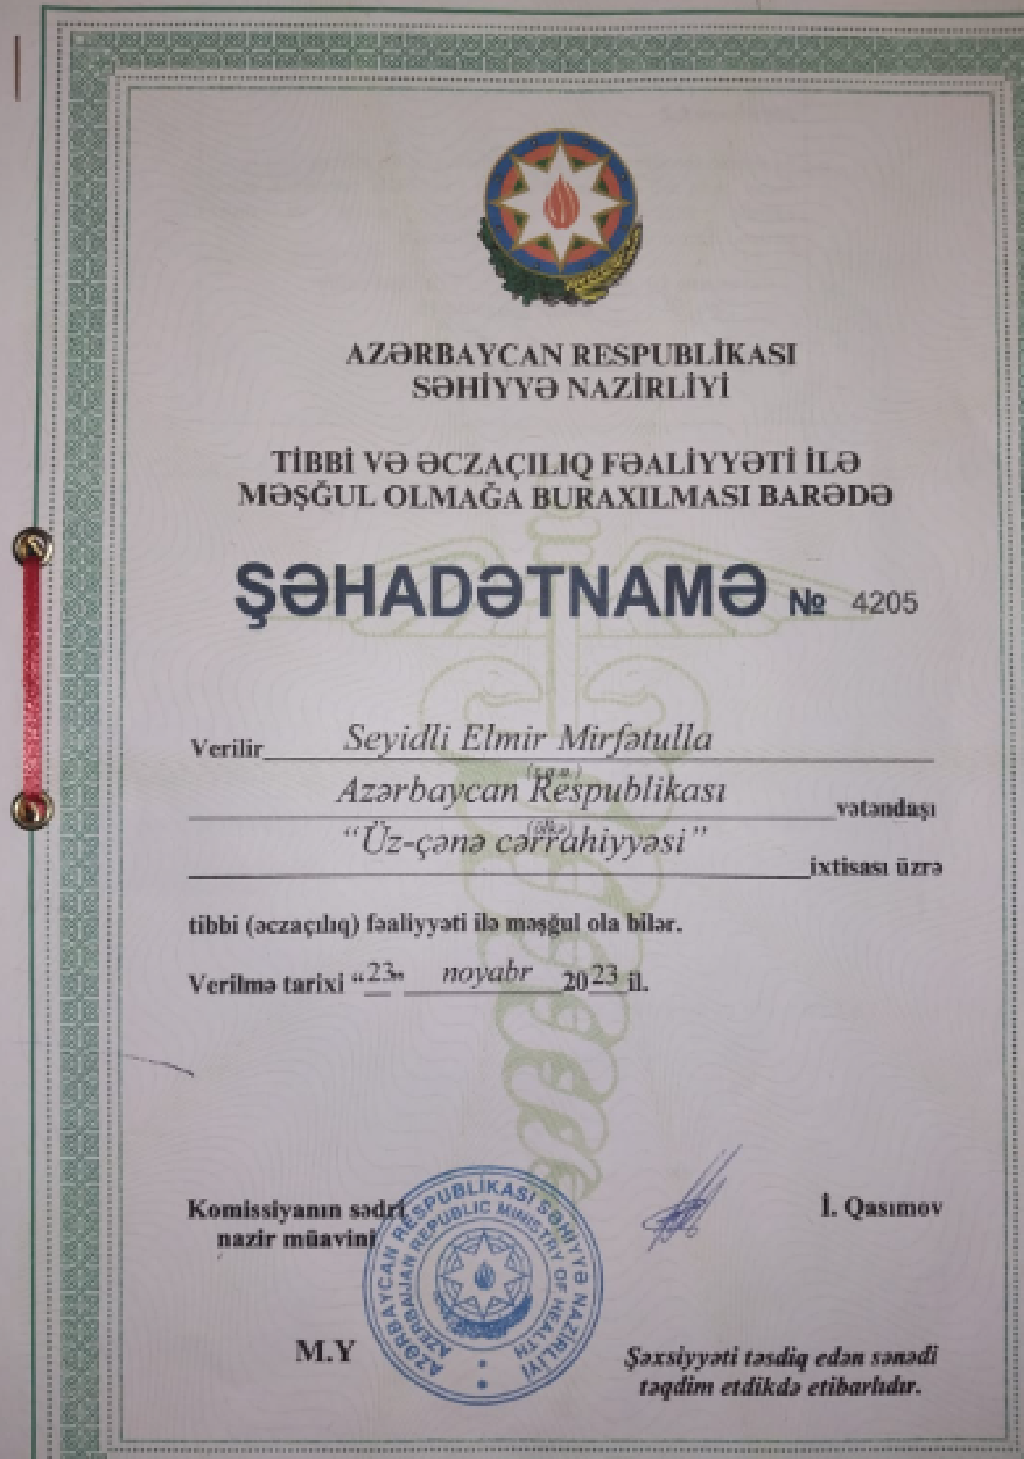 AZƏRBAYCAN RESPUBLİKASI
SƏHİYYƏ NAZİRLİYİ
TİBBİ VƏ ƏCZAÇILIQ FƏALİYYƏTİ İLƏ
MƏŞĞUL OLMAĞA BURAXILMASI BARƏDƏ
ŞƏHADƏTNAMƏ № 4205
Verilir Seyidli Elmir Mirfətulla
(s.a.a.)
Azərbaycan Respublikası vətəndaşı
(ölkə)
“Üz-çənə cərrahiyyəsi” ixtisası üzrə
tibbi (əczaçılıq) fəaliyyəti ilə məşğul ola bilər.
Verilmə tarixi “23” noyabr 2023 il.
Komissiyanın sədri
nazir müavini
İ. Qasımov
AZƏRBAYCAN RESPUBLİKASI SƏHİYYƏ NAZİRLİYİ
AZERBAIJAN REPUBLIC MINISTRY OF HEALTH
M.Y
Şəxsiyyəti təsdiq edən sənədi
təqdim etdikdə etibarlıdır.